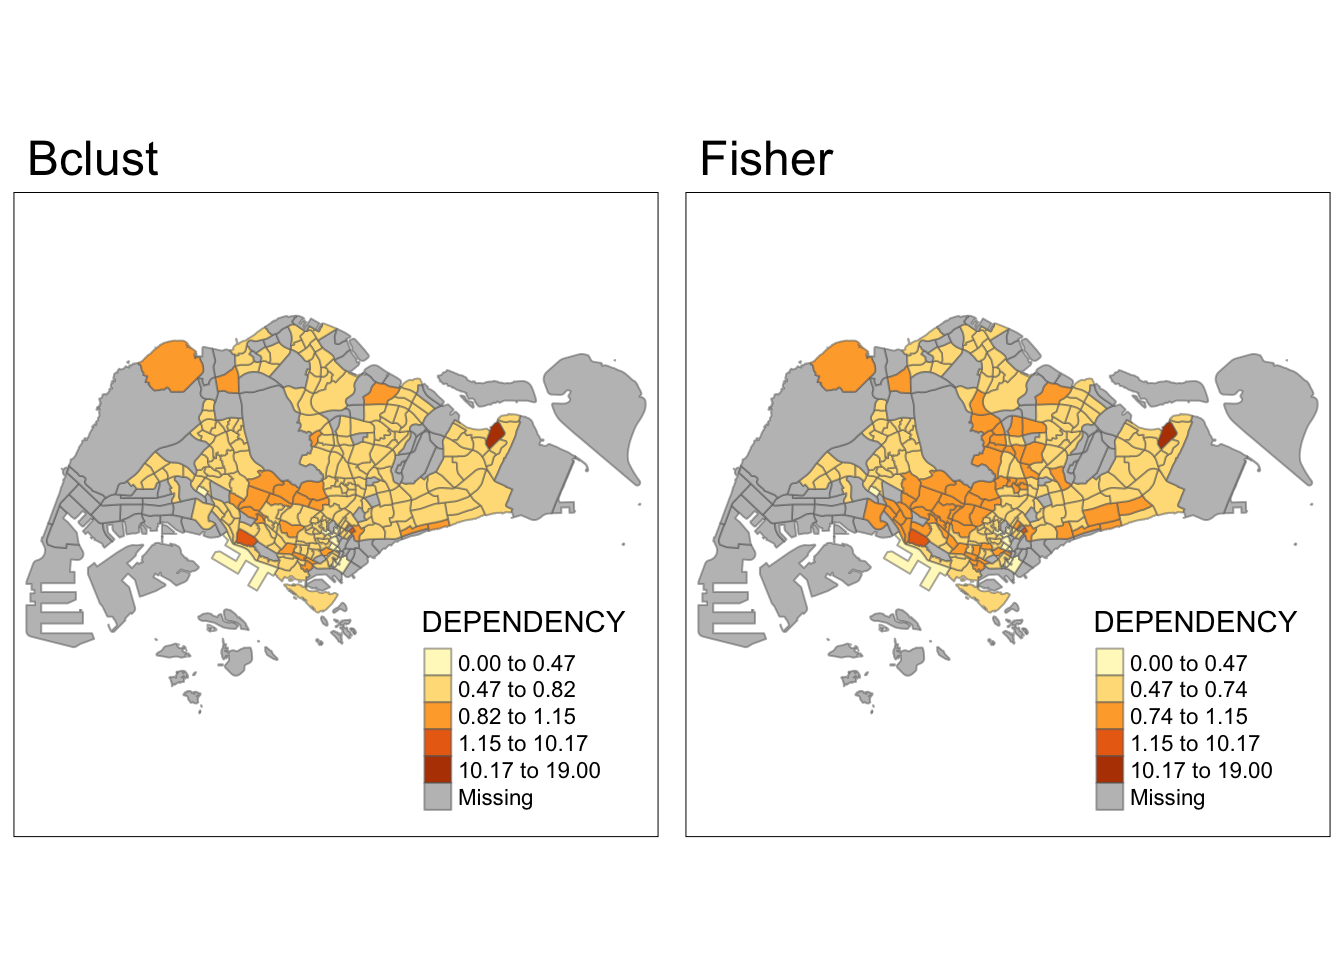 Bclust
DEPENDENCY
0.00 to 0.47
0.47 to 0.82
0.82 to 1.15
1.15 to 10.17
10.17 to 19.00
Missing
Fisher
DEPENDENCY
0.00 to 0.47
0.47 to 0.74
0.74 to 1.15
1.15 to 10.17
10.17 to 19.00
Missing